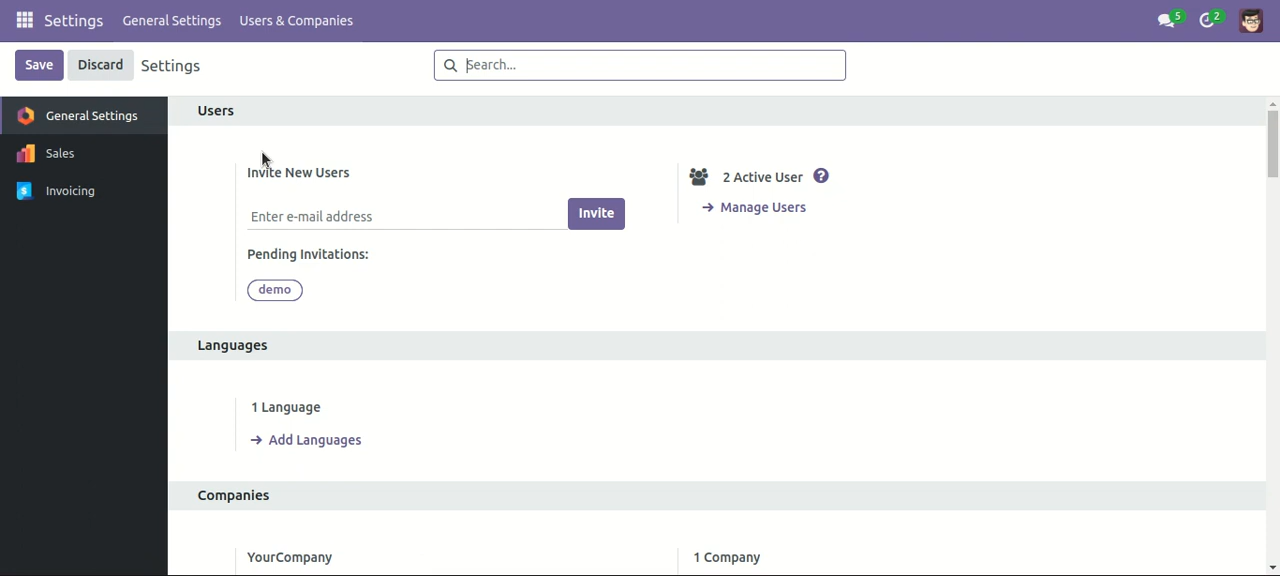 Settings General Settings Users & Companies 5 2
Save Discard Settings Search...
General Settings
Sales
Invoicing
Users
Invite New Users
Enter e-mail address Invite
Pending Invitations:
demo
2 Active User ?
→ Manage Users
Languages
1 Language
→ Add Languages
Companies
YourCompany 1 Company